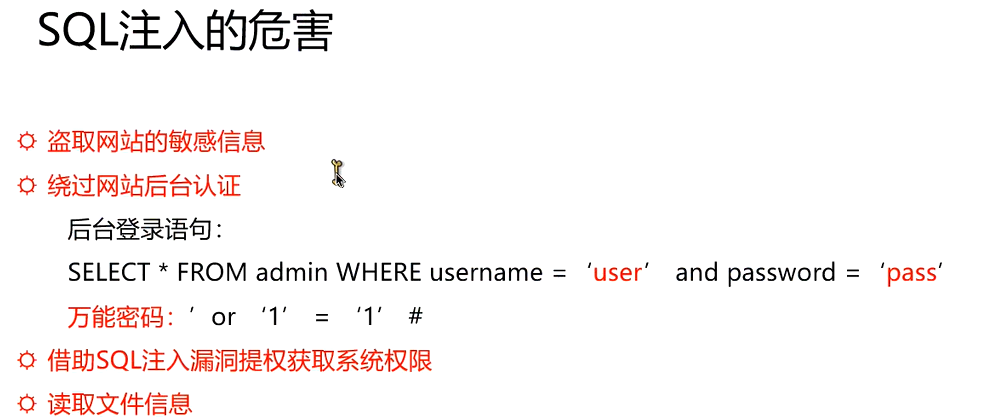 SQL注入的危害
盗取网站的敏感信息
绕过网站后台认证
后台登录语句：
SELECT * FROM admin WHERE username = ‘user’ and password = ‘pass’
万能密码：’ or ‘1’ = ‘1’ #
借助SQL注入漏洞提权获取系统权限
读取文件信息